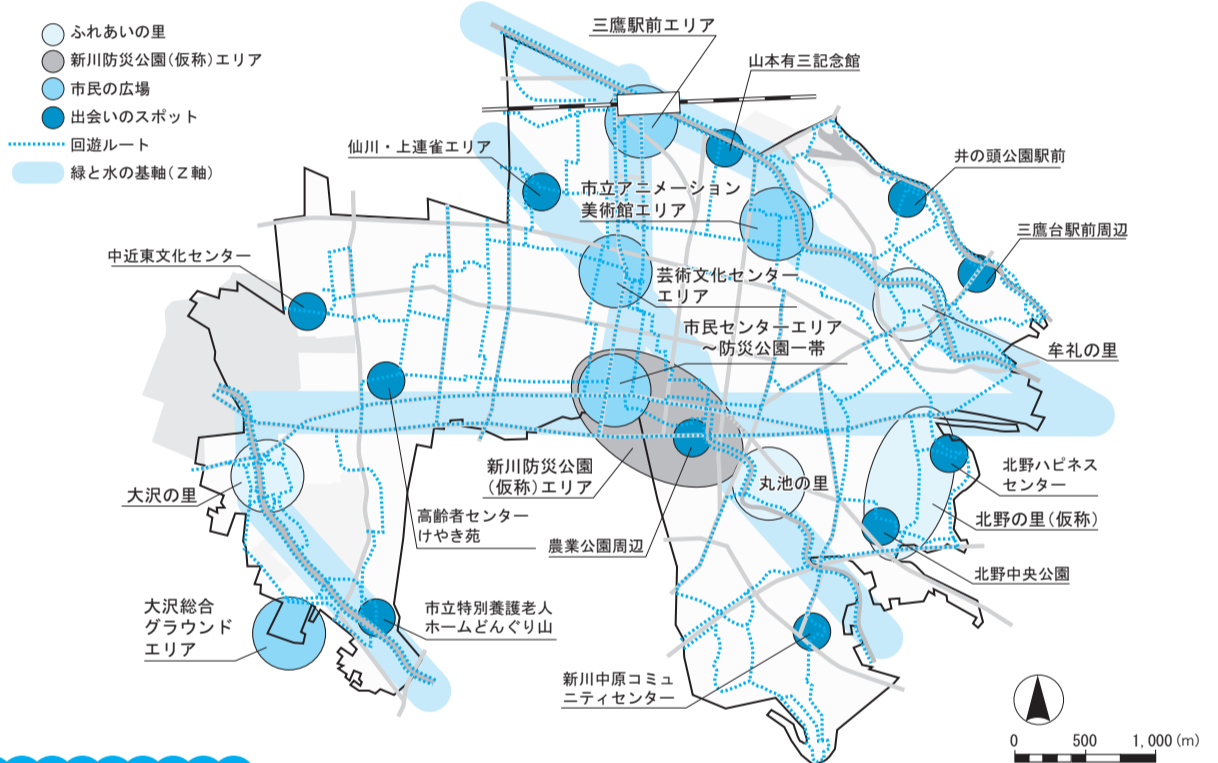 ふれあいの里
新川防災公園(仮称)エリア
市民の広場
出会いのスポット
回遊ルート
緑と水の基軸(Z軸)
三鷹駅前エリア
山本有三記念館
仙川・上連雀エリア
井の頭公園駅前
市立アニメーション
美術館エリア
三鷹台駅前周辺
中近東文化センター
芸術文化センター
エリア
市民センターエリア
〜防災公園一帯
牟礼の里
新川防災公園
(仮称)エリア
丸池の里
北野ハピネス
センター
大沢の里
高齢者センター
けやき苑
北野の里(仮称)
農業公園周辺
北野中央公園
大沢総合
グラウンド
エリア
市立特別養護老人
ホームどんぐり山
新川中原コミュ
ニティセンター
0 500 1,000(m)